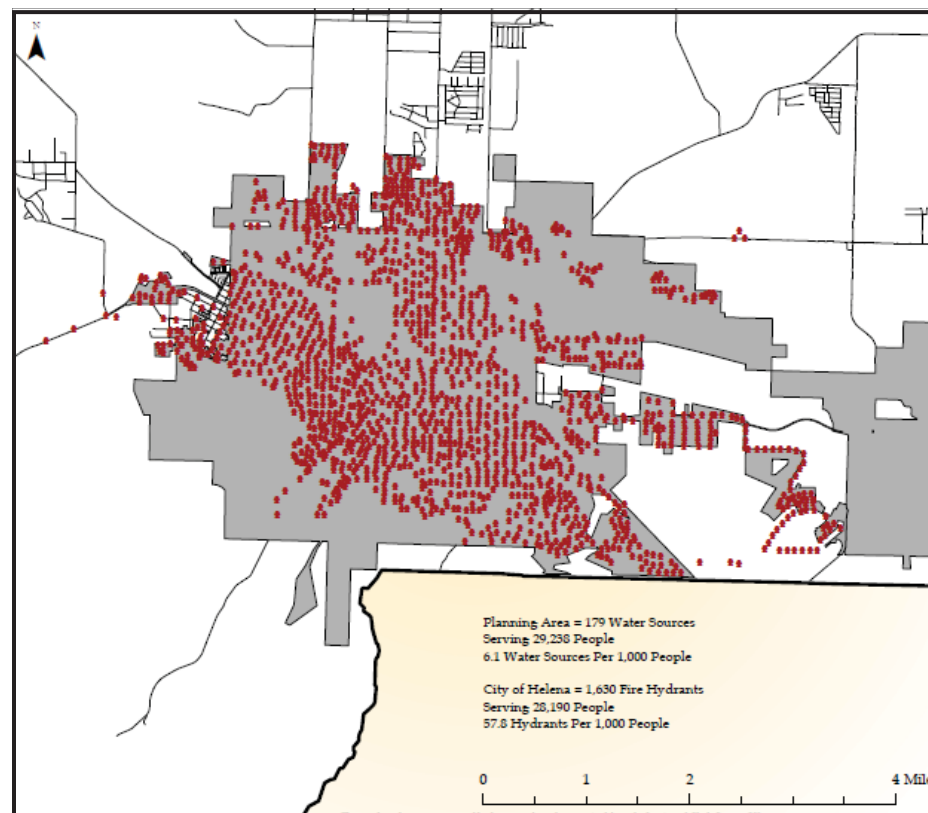 N
Planning Area = 179 Water Sources
Serving 29,238 People
6.1 Water Sources Per 1,000 People
City of Helena = 1,630 Fire Hydrants
Serving 28,190 People
57.8 Hydrants Per 1,000 People
0 1 2 4 Mile